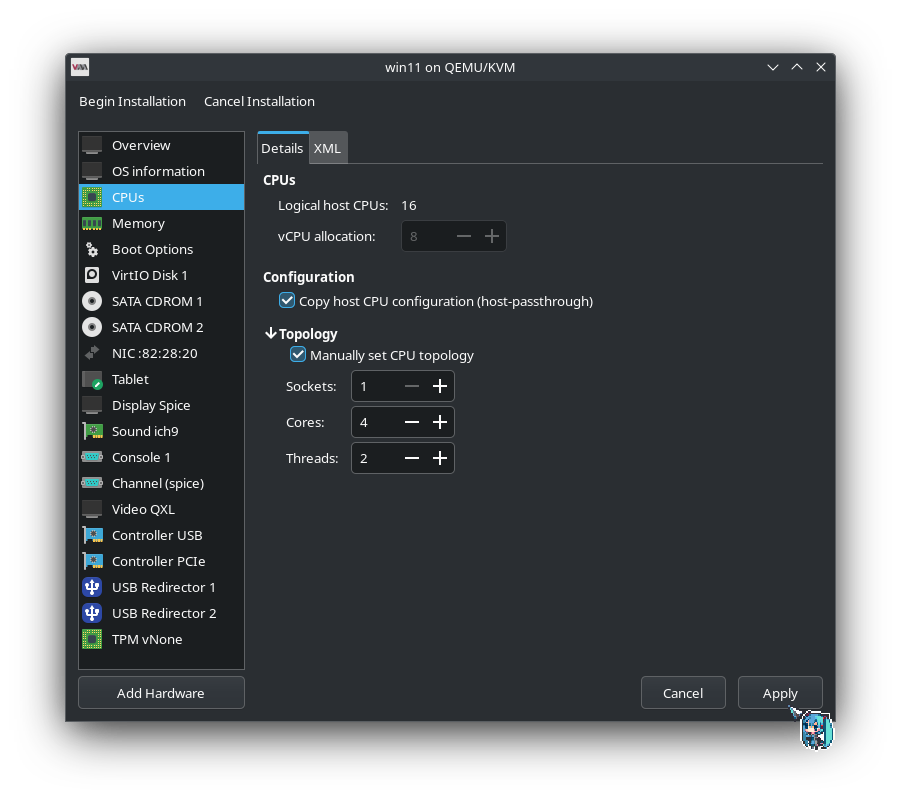 win11 on QEMU/KVM
Begin Installation Cancel Installation
Overview
OS information
CPUs
Memory
Boot Options
VirtIO Disk 1
SATA CDROM 1
SATA CDROM 2
NIC :82:28:20
Tablet
Display Spice
Sound ich9
Console 1
Channel (spice)
Video QXL
Controller USB
Controller PCIe
USB Redirector 1
USB Redirector 2
TPM vNone
Add Hardware
Details XML
CPUs
Logical host CPUs: 16
vCPU allocation: 8
Configuration
Copy host CPU configuration (host-passthrough)
Topology
Manually set CPU topology
Sockets: 1
Cores: 4
Threads: 2
Cancel Apply